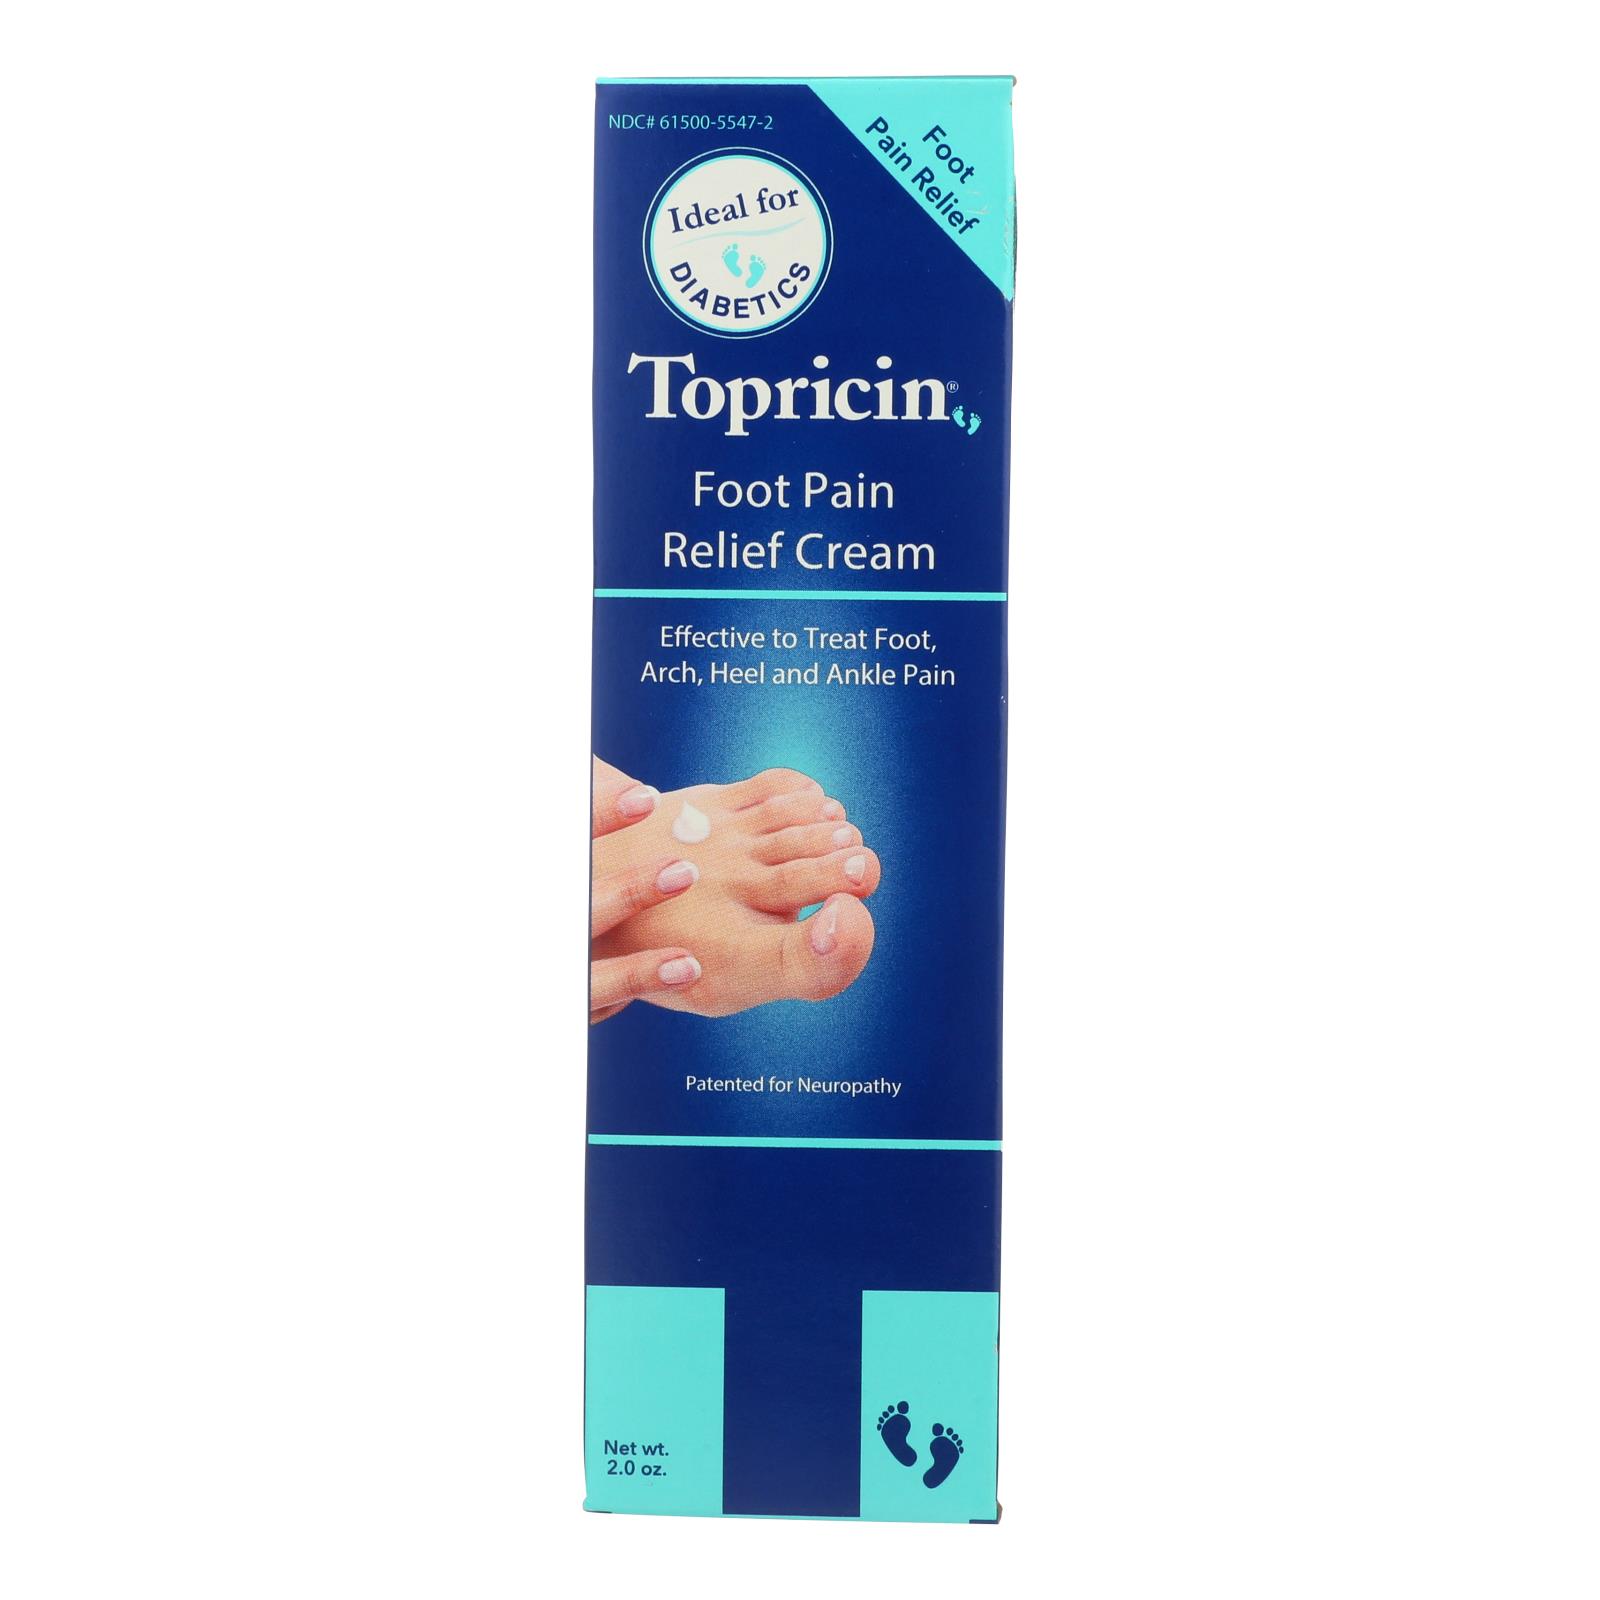 NDC# 61500-5547-2
Foot
Pain Relief
Ideal for
DIABETICS
Topricin®
Foot Pain
Relief Cream
Effective to Treat Foot,
Arch, Heel and Ankle Pain
Patented for Neuropathy
Net wt.
2.0 oz.